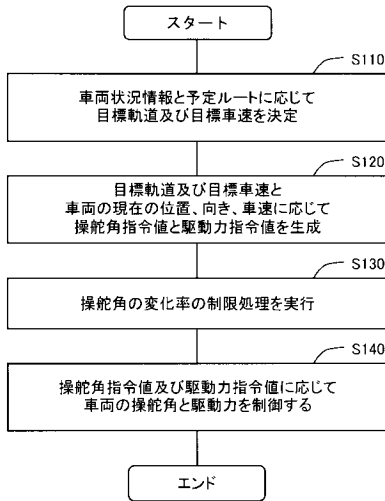 スタート
S110
車両状況情報と予定ルートに応じて
目標軌道及び目標車速を決定
S120
目標軌道及び目標車速と
車両の現在の位置、向き、車速に応じて
操舵角指令値と駆動力指令値を生成
S130
操舵角の変化率の制限処理を実行
S140
操舵角指令値及び駆動力指令値に応じて
車両の操舵角と駆動力を制御する
エンド